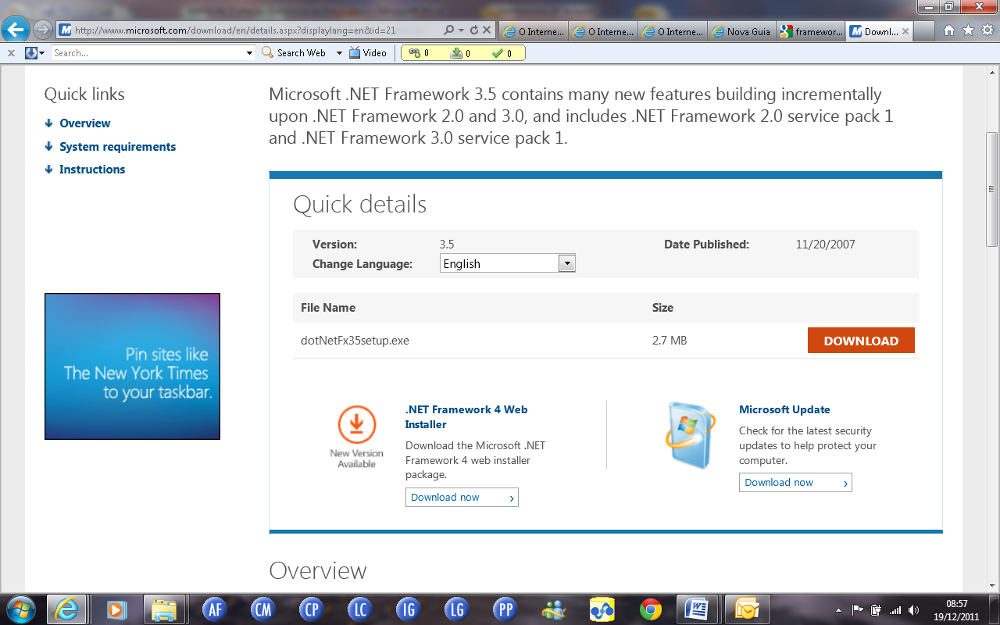 http://www.microsoft.com/download/en/details.aspx?displaylang=en&id=21
O Interne...
O Interne...
O Interne...
Nova Guia
framewor...
Downl...
Search...
Search Web
Video
0
0
0
Quick links
Overview
System requirements
Instructions
Pin sites like
The New York Times
to your taskbar.
Microsoft .NET Framework 3.5 contains many new features building incrementally
upon .NET Framework 2.0 and 3.0, and includes .NET Framework 2.0 service pack 1
and .NET Framework 3.0 service pack 1.
Quick details
Version: 3.5 Date Published: 11/20/2007
Change Language: English
File Name Size
dotNetFx35setup.exe 2.7 MB DOWNLOAD
New Version
Available
.NET Framework 4 Web
Installer
Download the Microsoft .NET
Framework 4 web installer
package.
Download now ›
Microsoft Update
Check for the latest security
updates to help protect your
computer.
Download now ›
Overview
AF
CM
CP
LC
IG
LG
PP
08:57
19/12/2011